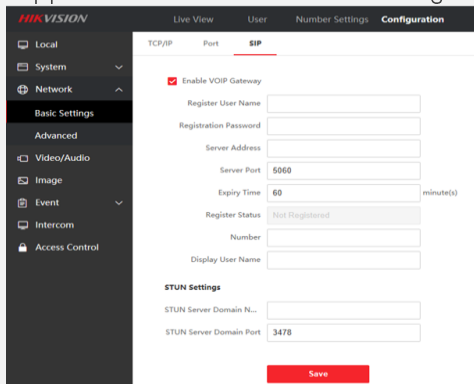 HIKVISION Live View User Number Settings Configuration
Local
System
Network
Basic Settings
Advanced
Video/Audio
Image
Event
Intercom
Access Control
TCP/IP Port SIP
Enable VOIP Gateway
Register User Name
Registration Password
Server Address
Server Port 5060
Expiry Time 60 minute(s)
Register Status Not Registered
Number
Display User Name
STUN Settings
STUN Server Domain N...
STUN Server Domain Port 3478
Save